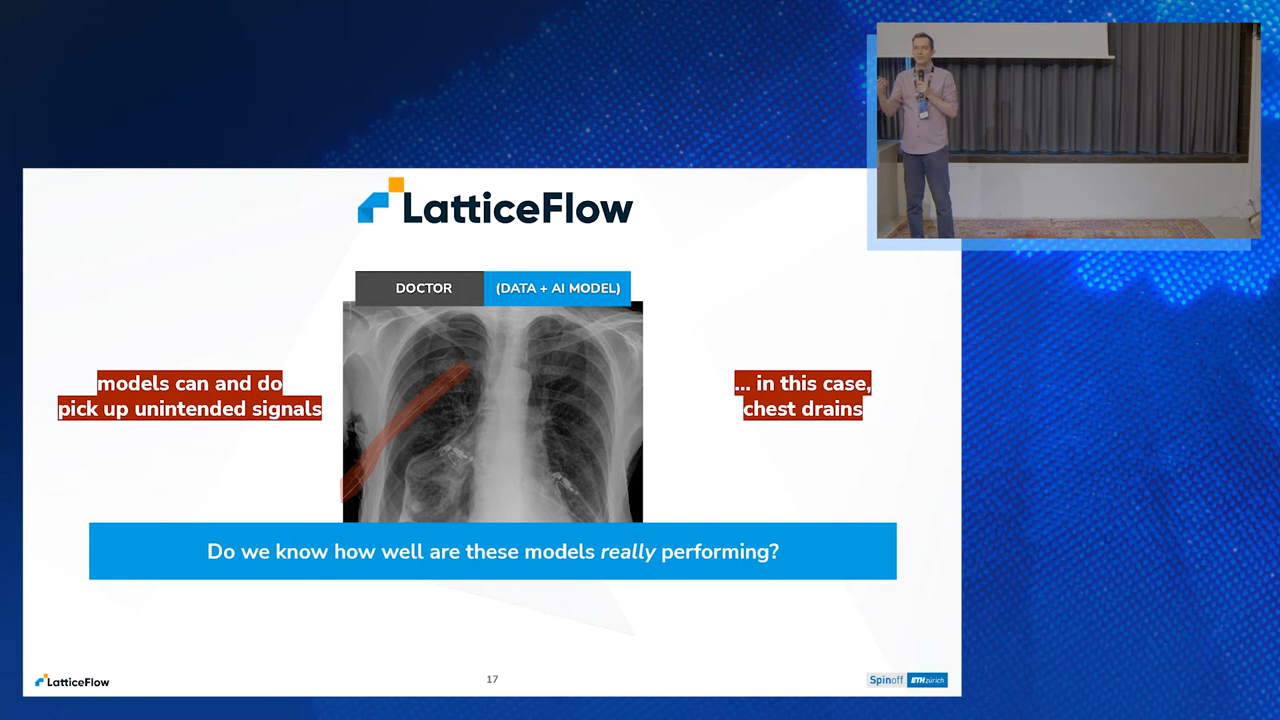 LatticeFlow
DOCTOR
(DATA + AI MODEL)
models can and do
pick up unintended signals
... in this case,
chest drains
Do we know how well are these models really performing?
LatticeFlow
17
Spinoff
ETH zürich